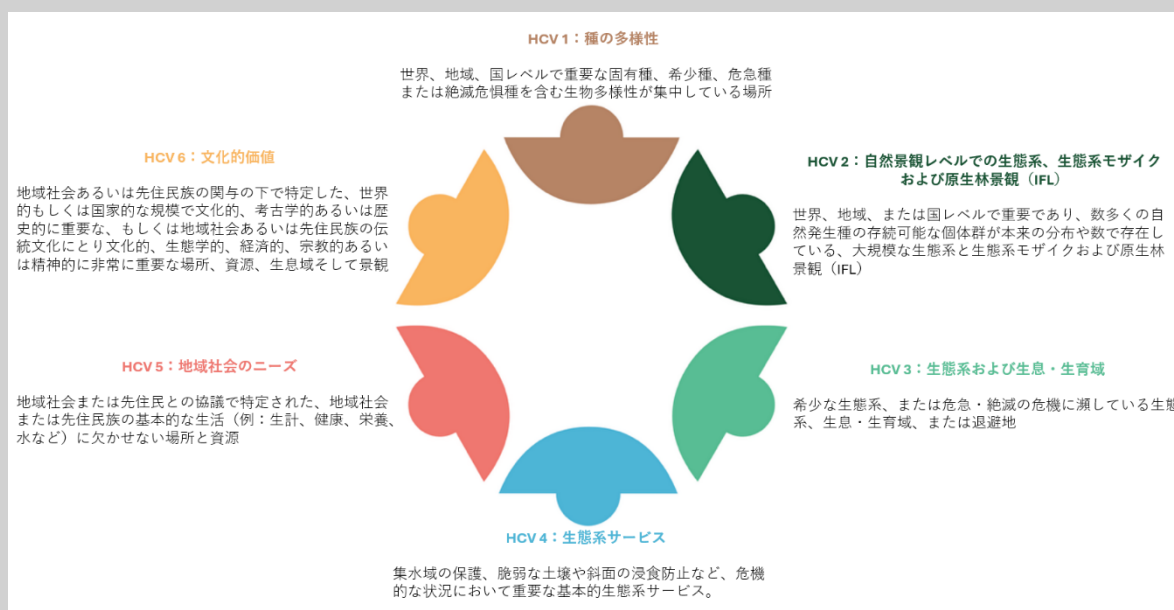 HCV 1：種の多様性
世界、地域、国レベルで重要な固有種、希少種、危急種
または絶滅危惧種を含む生物多様性が集中している場所
HCV 2：自然景観レベルでの生態系、生態系モザイク
および原生林景観（IFL）
世界、地域、または国レベルで重要であり、数多くの自
然発生種の存続可能な個体群が本来の分布や数で存在し
ている、大規模な生態系と生態系モザイクおよび原生林
景観（IFL）
HCV 3：生態系および生息・生育域
希少な生態系、または危急・絶滅の危機に瀕している生態
系、生息・生育域、または退避地
HCV 4：生態系サービス
集水域の保護、脆弱な土壌や斜面の浸食防止など、危機
的な状況において重要な基本的生態系サービス。
HCV 5：地域社会のニーズ
地域社会または先住民との協議で特定された、地域社会
または先住民族の基本的な生活（例：生計、健康、栄養、
水など）に欠かせない場所と資源
HCV 6：文化的価値
地域社会あるいは先住民族の関与の下で特定した、世界
的もしくは国家的な規模で文化的、考古学的あるいは歴
史的に重要な、もしくは地域社会あるいは先住民族の伝
統文化にとり文化的、生態学的、経済的、宗教的あるい
は精神的に非常に重要な場所、資源、生息域そして景観